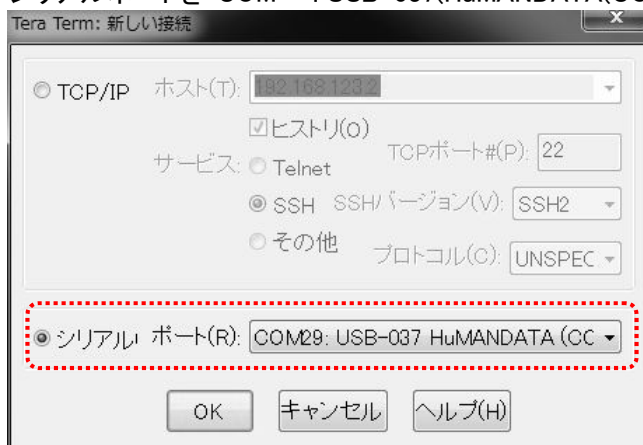 Tera Term: 新しい接続
TCP/IP ホスト(T): 192.168.123.2
ヒストリ(O)
サービス: Telnet TCPポート#(P): 22
SSH SSHバージョン(V): SSH2
その他 プロトコル(C): UNSPEC
シリアル ポート(R): COM29: USB-037 HuMANDATA (CC
OK キャンセル ヘルプ(H)